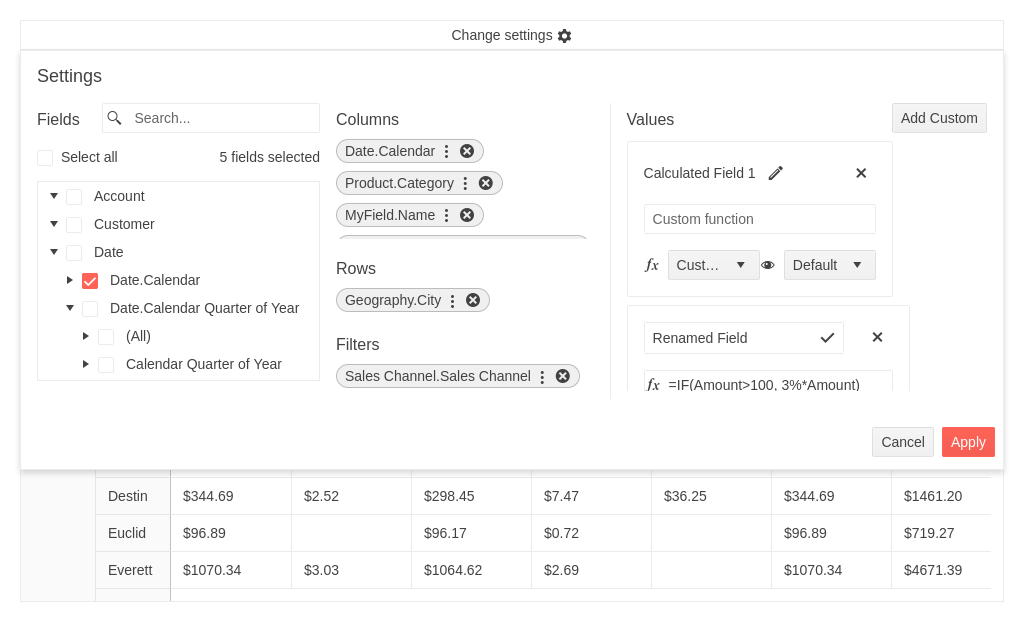 Change settings
Settings
Fields
Search...
Select all
5 fields selected
Account
Customer
Date
Date.Calendar
Date.Calendar Quarter of Year
(All)
Calendar Quarter of Year
Columns
Date.Calendar
Product.Category
MyField.Name
Rows
Geography.City
Filters
Sales Channel.Sales Channel
Values
Add Custom
Calculated Field 1
Custom function
fx Cust… Default
Renamed Field
fx =IF(Amount>100, 3%*Amount)
Cancel Apply
Destin $344.69 $2.52 $298.45 $7.47 $36.25 $344.69 $1461.20
Euclid $96.89 $96.17 $0.72 $96.89 $719.27
Everett $1070.34 $3.03 $1064.62 $2.69 $1070.34 $4671.39